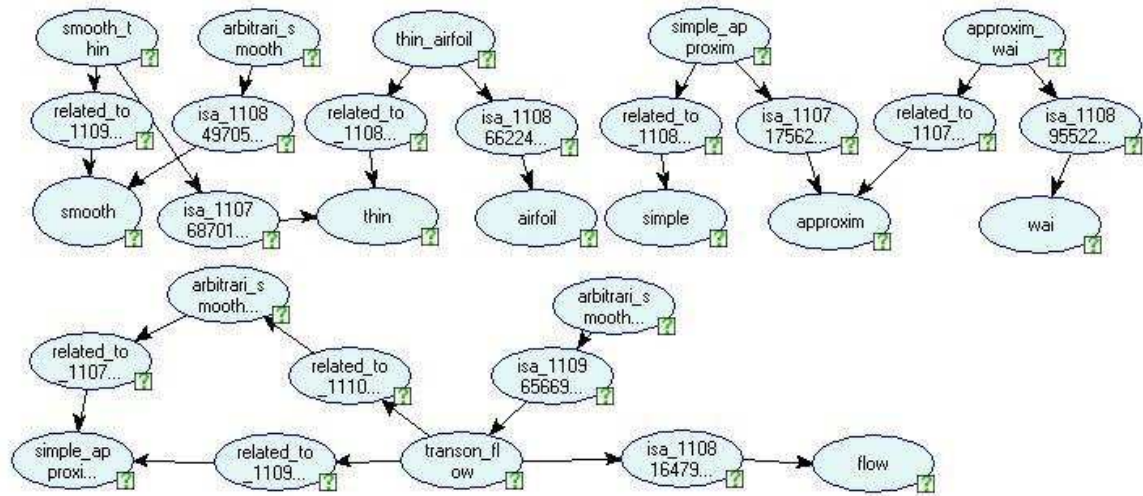 smooth_t
hin
arbitrari_s
mooth
thin_airfoil
simple_ap
proxim
approxim_
wai
related_to
_1109...
isa_1108
49705...
related_to
_1108...
isa_1108
66224...
related_to
_1108...
isa_1107
17562...
related_to
_1107...
isa_1108
95522...
smooth
isa_1107
68701...
thin
airfoil
simple
approxim
wai
arbitrari_s
mooth...
arbitrari_s
mooth...
related_to
_1107...
related_to
_1110...
isa_1109
65669...
simple_ap
proxi...
related_to
_1109...
transon_fl
ow
isa_1108
16479...
flow